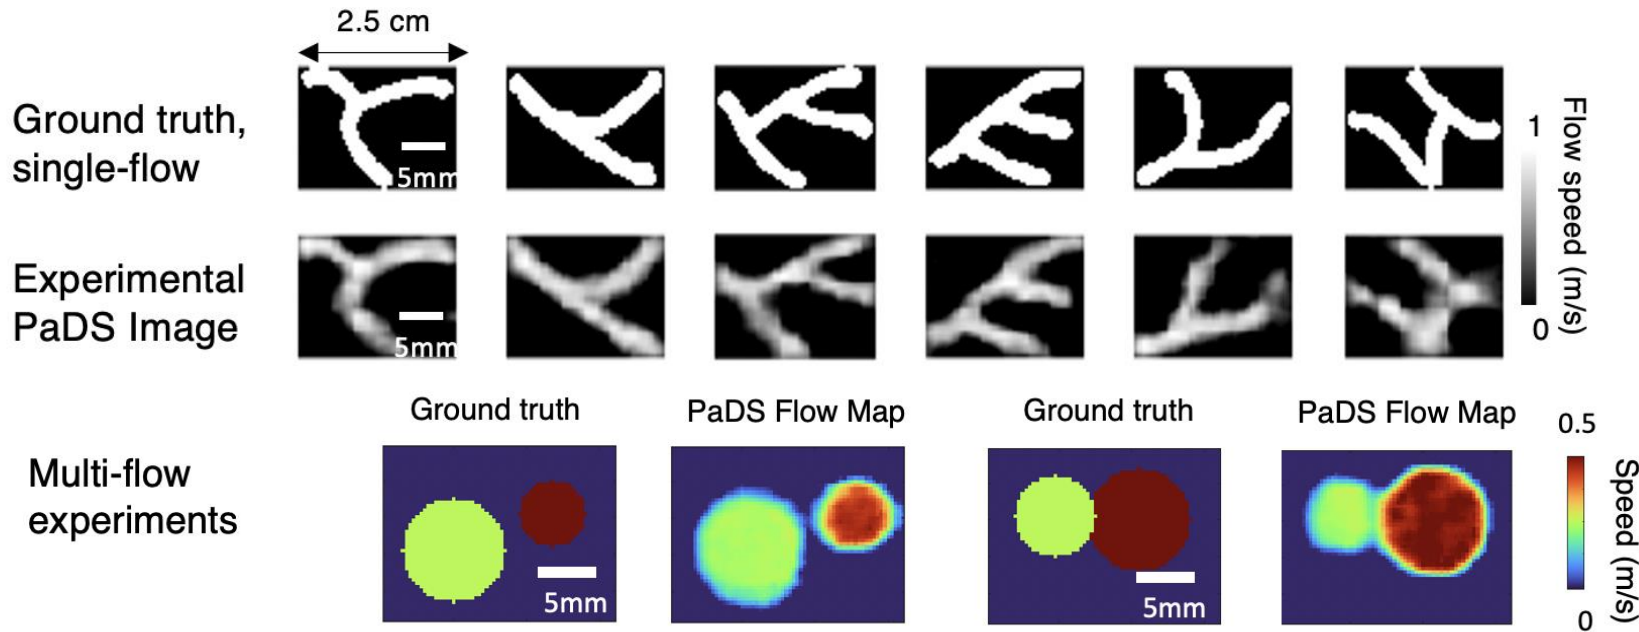 2.5 cm
Ground truth,
single-flow
5mm
1
Flow speed (m/s)
0
Experimental
PaDS Image
5mm
Ground truth
PaDS Flow Map
Ground truth
PaDS Flow Map
Multi-flow
experiments
5mm
5mm
0.5
Speed (m/s)
0